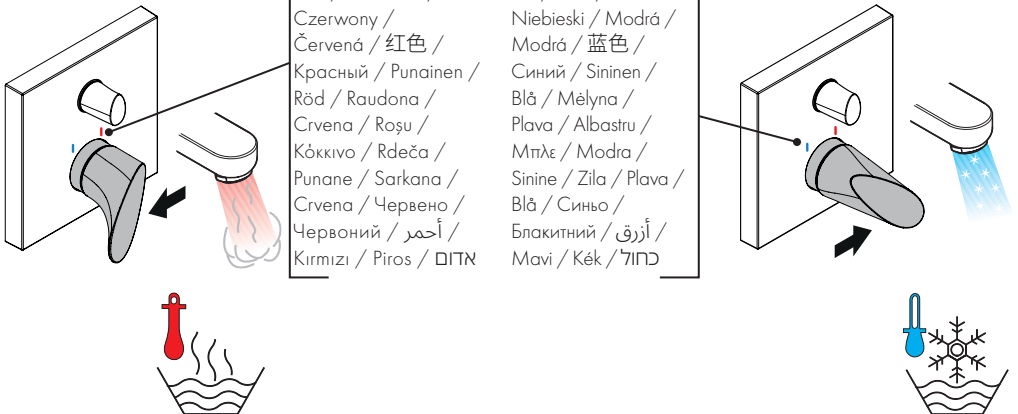 Czerwony /
Červená / 红色 /
Красный / Punainen /
Röd / Raudona /
Crvena / Roşu /
Κόκκινο / Rdeča /
Punane / Sarkana /
Crvena / Червено /
Червоний / أحمر /
Kırmızı / Piros / אדום
Niebieski / Modrá /
Modrá / 蓝色 /
Синий / Sininen /
Blå / Mėlyna /
Plava / Albastru /
Μπλε / Modra /
Sinine / Zila / Plava /
Blå / Синьо /
Блакитний / أزرق /
Mavi / Kék / כחול